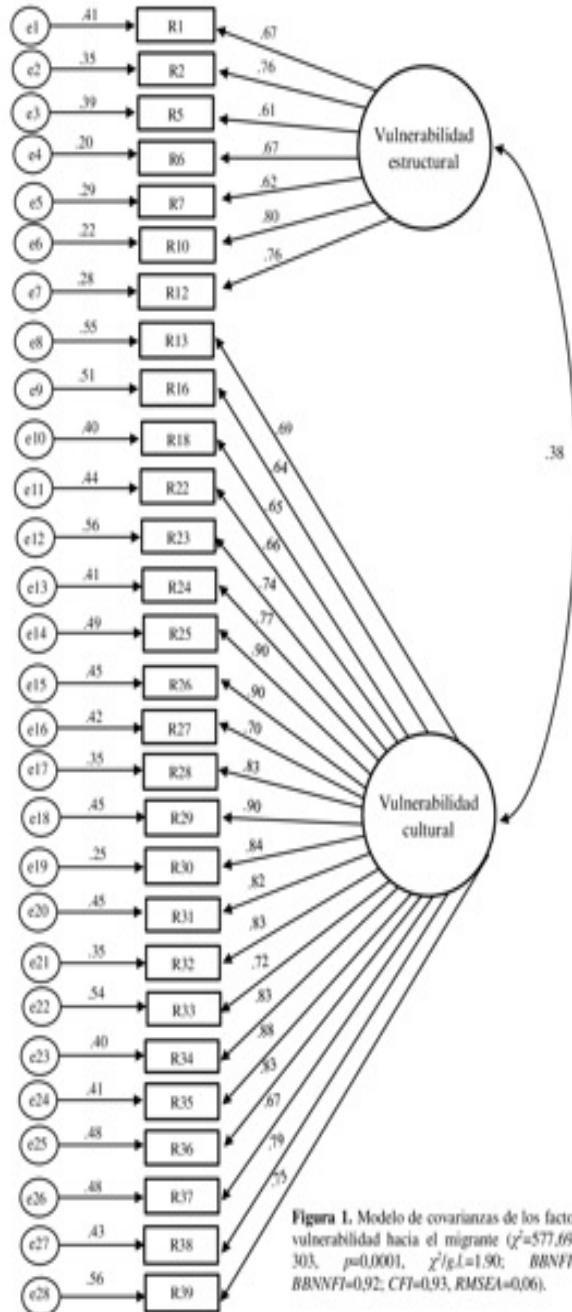 e1 .41 R1 .67
e2 .35 R2 .76
e3 .39 R5 .61
e4 .20 R6 .67
e5 .29 R7 .62
e6 .22 R10 .80
e7 .28 R12 .76
Vulnerabilidad
estructural
.38
e8 .55 R13 .69
e9 .51 R16 .64
e10 .40 R18 .65
e11 .44 R22 .66
e12 .56 R23 .74
e13 .41 R24 .77
e14 .49 R25 .90
e15 .45 R26 .90
e16 .42 R27 .70
e17 .35 R28 .83
e18 .45 R29 .90
e19 .25 R30 .84
e20 .45 R31 .82
e21 .35 R32 .83
e22 .54 R33 .72
e23 .40 R34 .83
e24 .41 R35 .88
e25 .48 R36 .83
e26 .48 R37 .67
e27 .43 R38 .79
e28 .56 R39 .75
Vulnerabilidad
cultural
Figura 1. Modelo de covarianzas de los facto
vulnerabilidad hacia el migrante (χ²=577,69
303, p=0,0001, χ²/g.l.=1.90; BBNFI
BBNNFI=0,92; CFI=0,93, RMSEA=0,06).